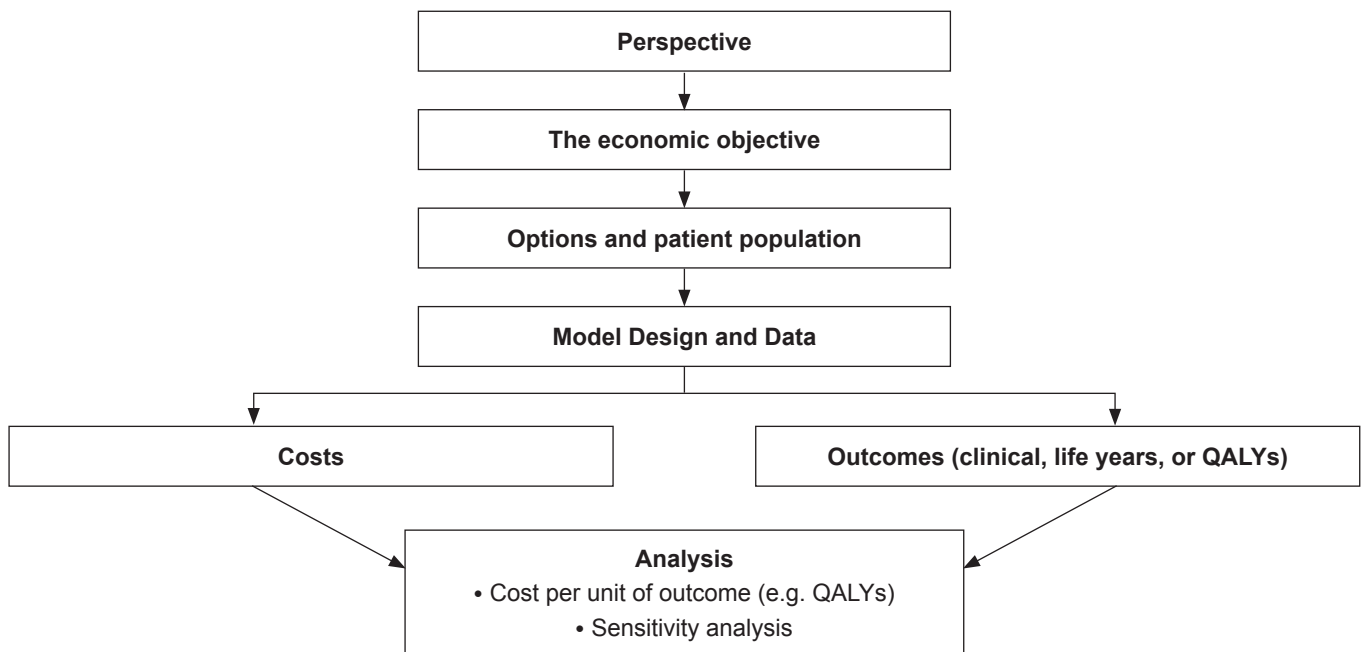 Perspective
The economic objective
Options and patient population
Model Design and Data
Costs
Outcomes (clinical, life years, or QALYs)
Analysis
• Cost per unit of outcome (e.g. QALYs)
• Sensitivity analysis